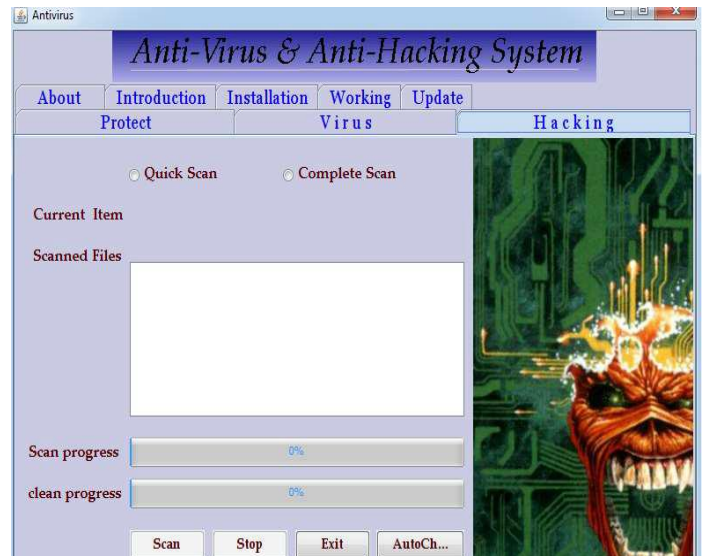 Antivirus
Anti-Virus & Anti-Hacking System
About Introduction Installation Working Update
Protect Virus Hacking
Quick Scan Complete Scan
Current Item
Scanned Files
Scan progress 0%
clean progress 0%
Scan Stop Exit AutoCh...